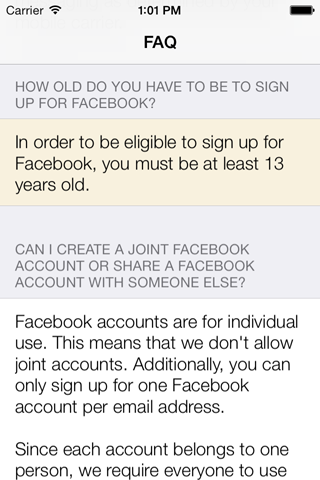 Carrier 1:01 PM
FAQ
HOW OLD DO YOU HAVE TO BE TO SIGN
UP FOR FACEBOOK?
In order to be eligible to sign up for
Facebook, you must be at least 13
years old.
CAN I CREATE A JOINT FACEBOOK
ACCOUNT OR SHARE A FACEBOOK
ACCOUNT WITH SOMEONE ELSE?
Facebook accounts are for individual
use. This means that we don't allow
joint accounts. Additionally, you can
only sign up for one Facebook
account per email address.
Since each account belongs to one
person, we require everyone to use